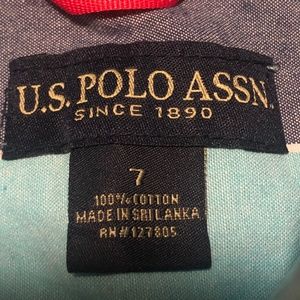 U.S. POLO ASSN.
SINCE 1890
7
100% COTTON
MADE IN SRI LANKA
RN#127805